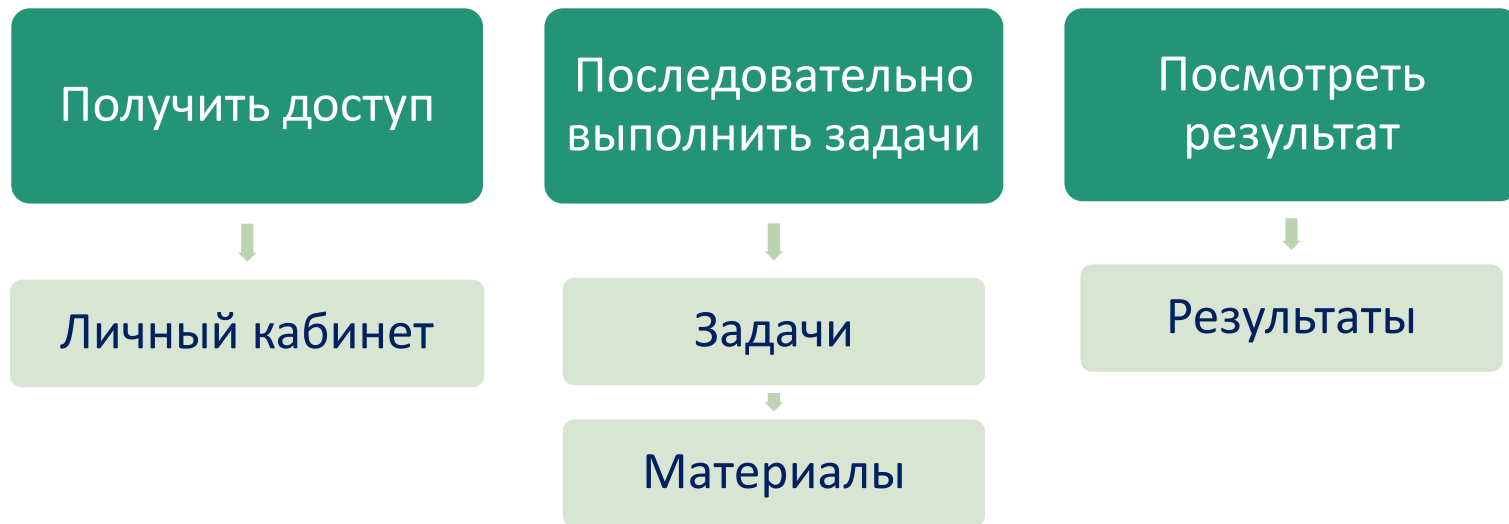 Получить доступ
Личный кабинет
Последовательно
выполнить задачи
Задачи
Материалы
Посмотреть
результат
Результаты